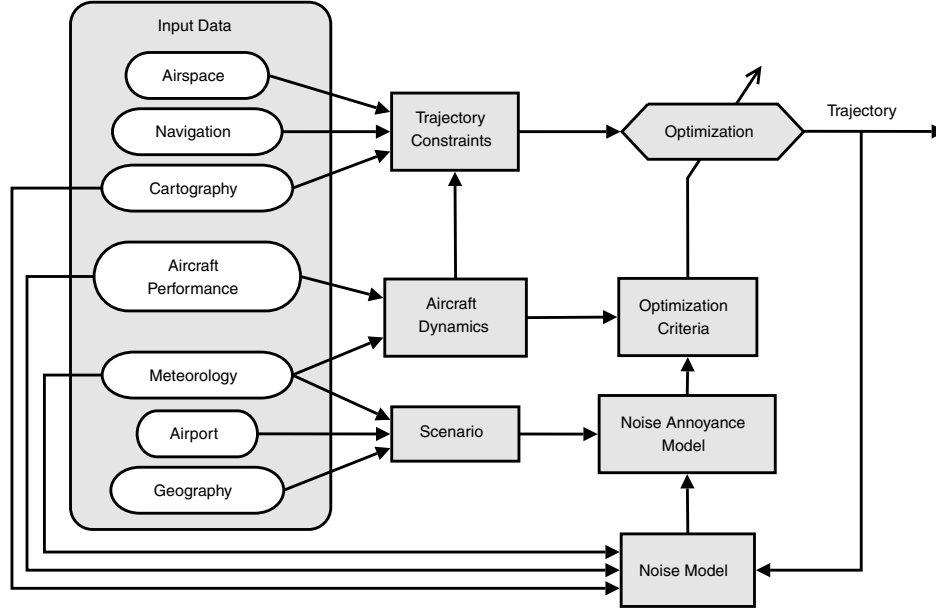 Input Data
Airspace
Navigation
Cartography
Aircraft
Performance
Meteorology
Airport
Geography
Trajectory
Constraints
Aircraft
Dynamics
Scenario
Optimization
Trajectory
Optimization
Criteria
Noise Annoyance
Model
Noise Model